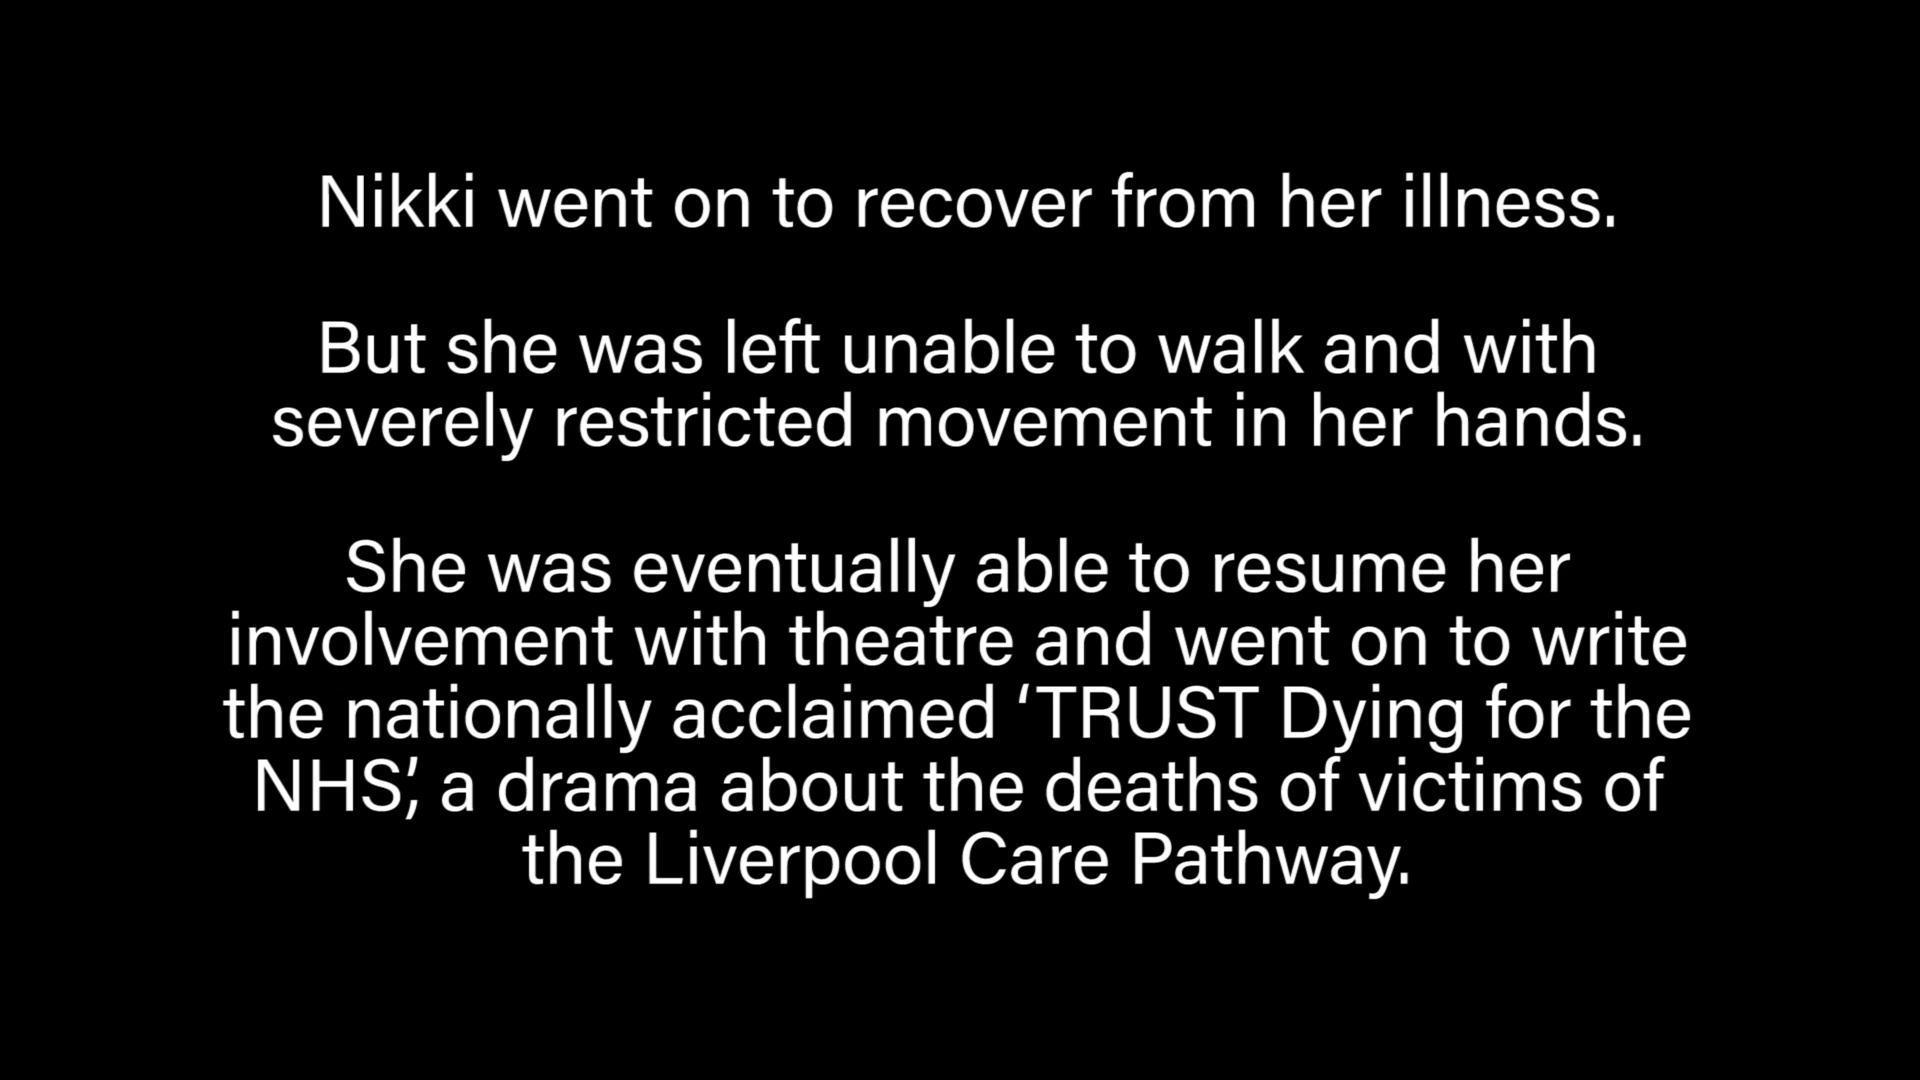 Nikki went on to recover from her illness.
But she was left unable to walk and with
severely restricted movement in her hands.
She was eventually able to resume her
involvement with theatre and went on to write
the nationally acclaimed ‘TRUST Dying for the
NHS’, a drama about the deaths of victims of
the Liverpool Care Pathway.